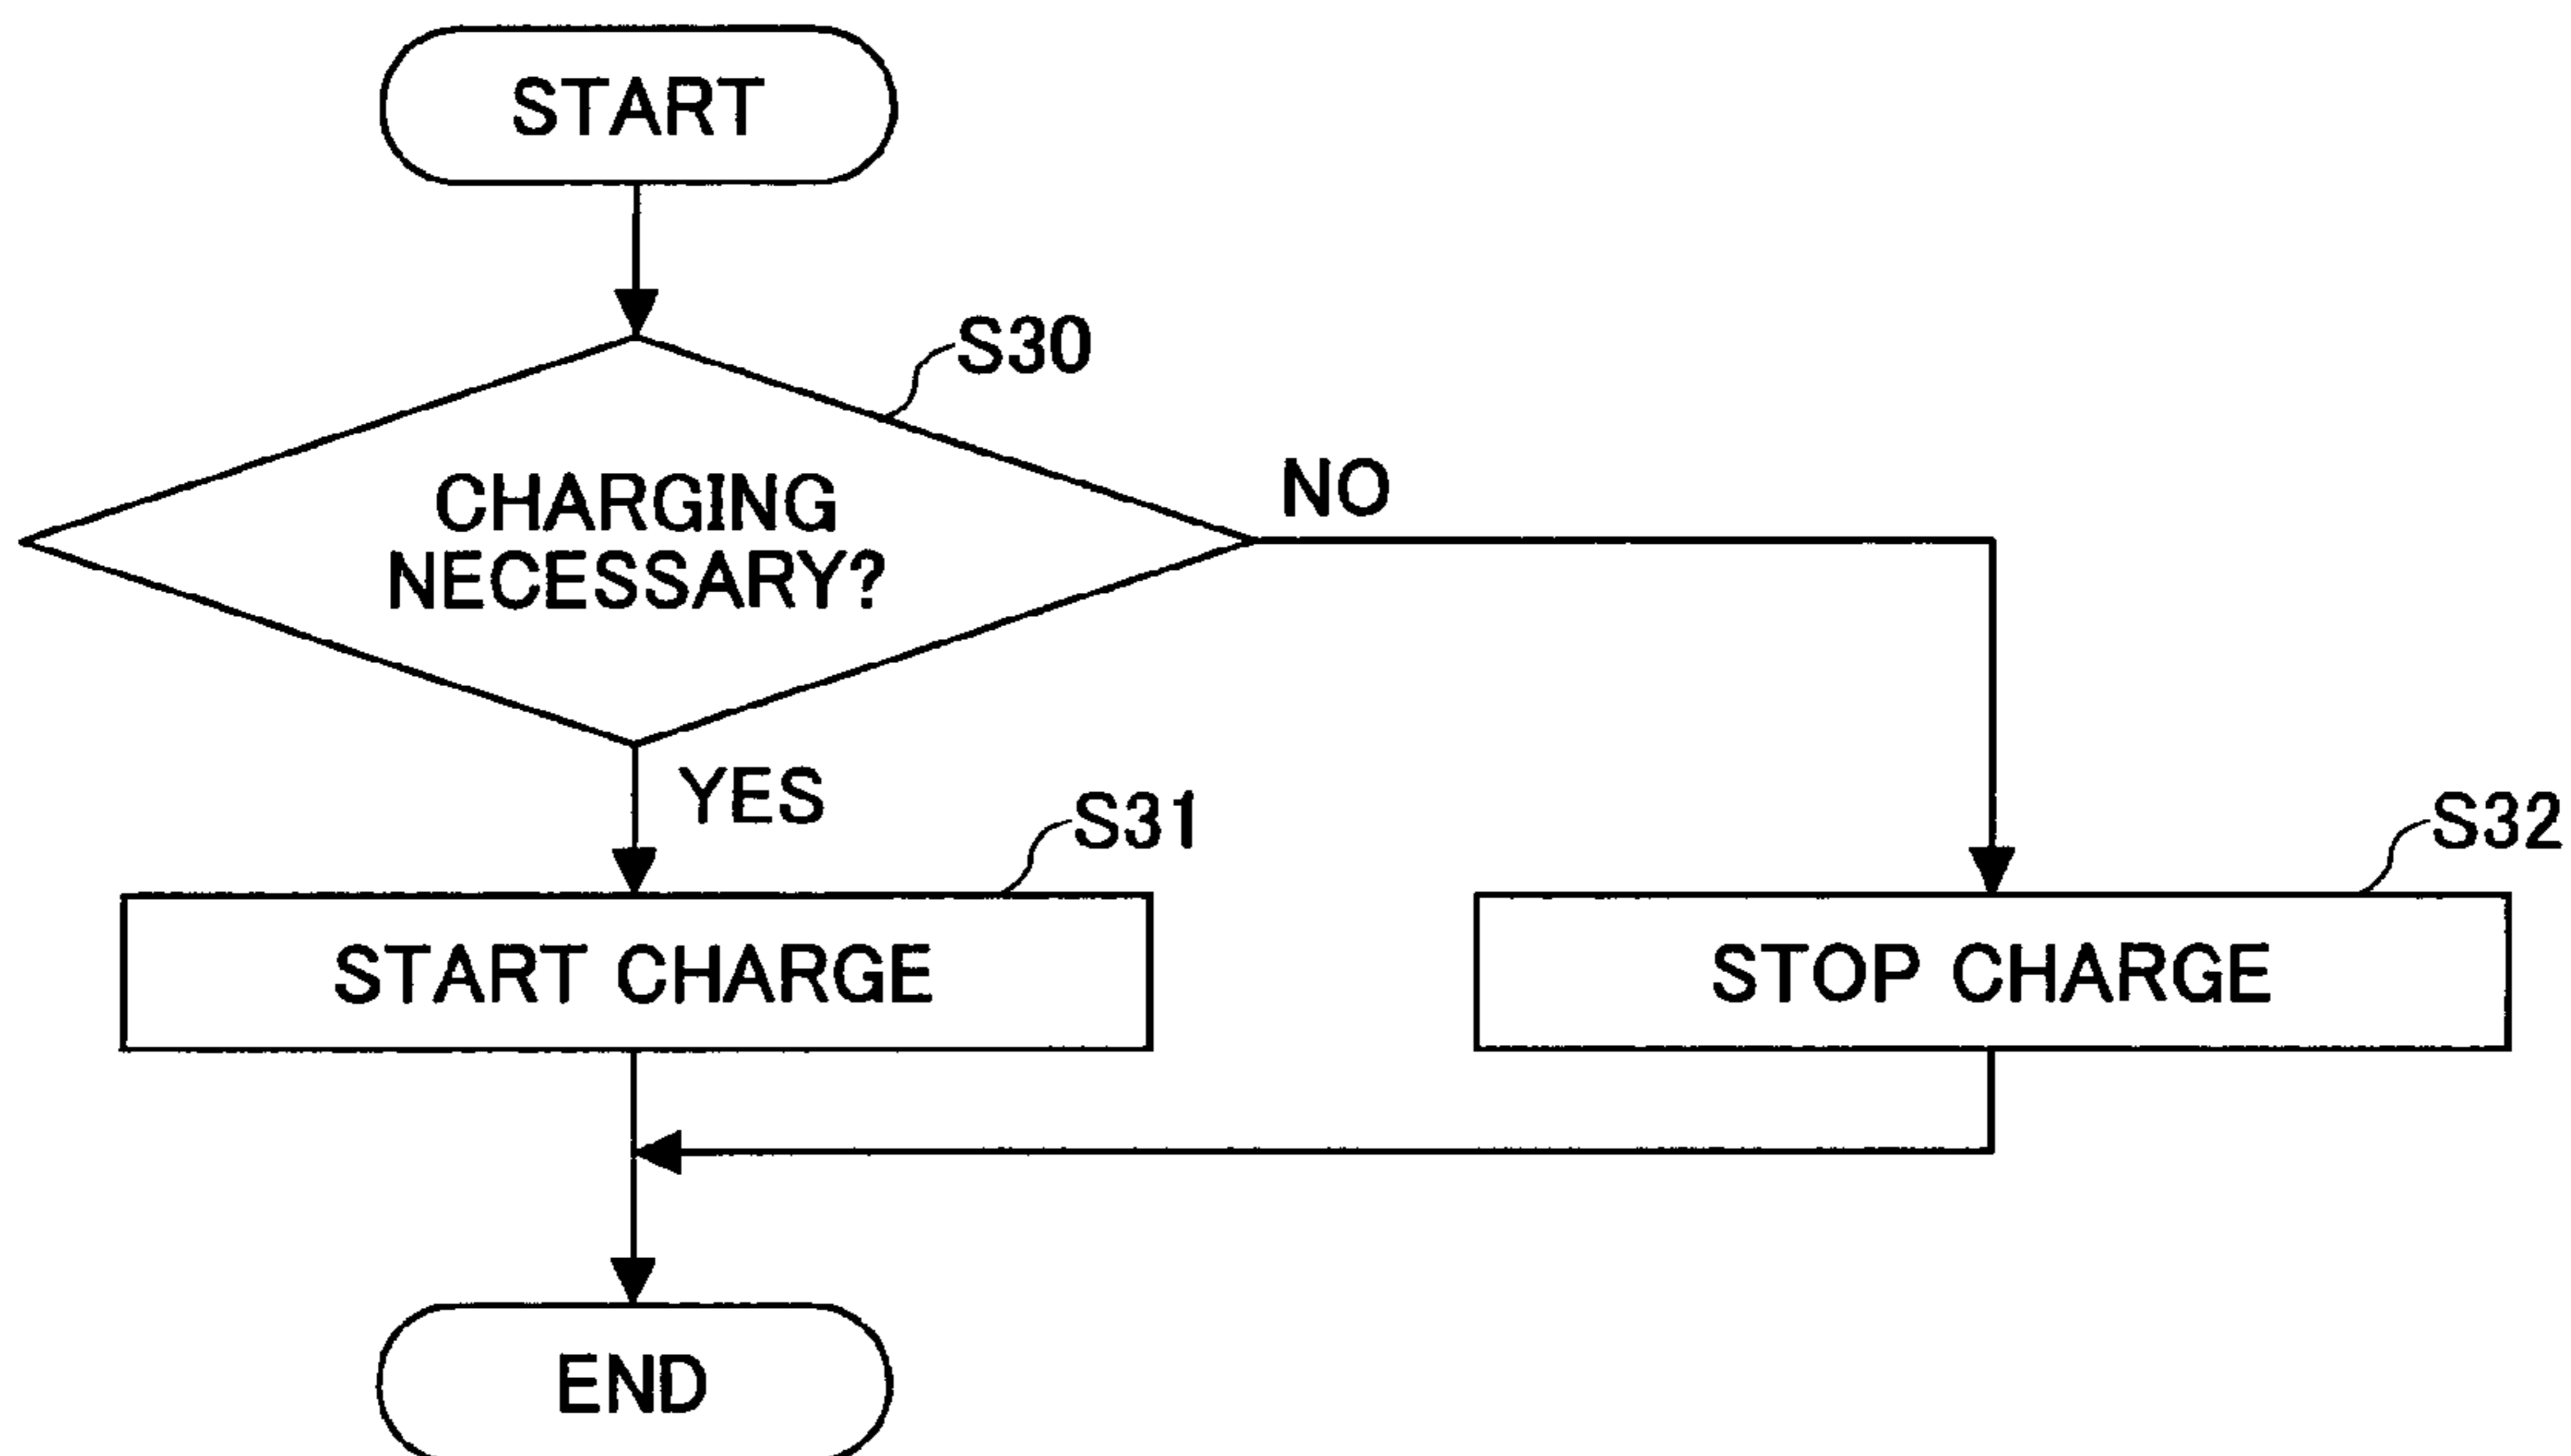 START
S30
CHARGING
NECESSARY?
NO
YES
S31
S32
START CHARGE
STOP CHARGE
END